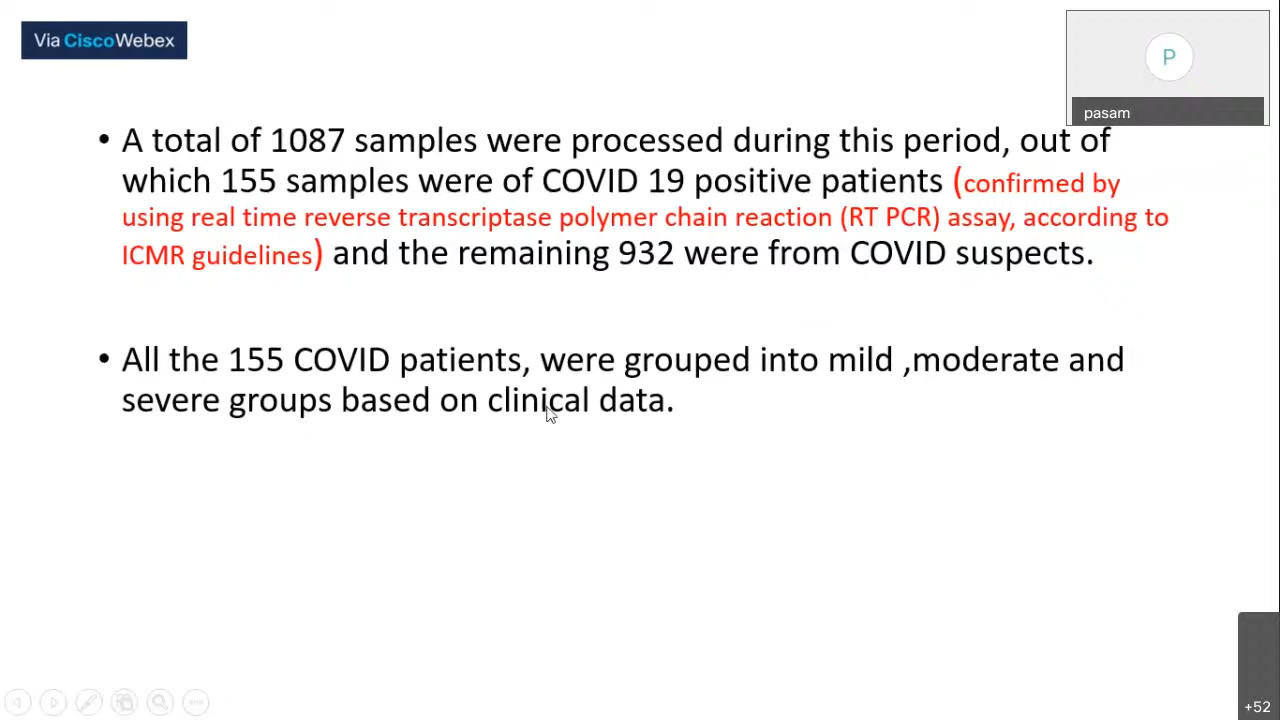 Via CiscoWebex
P
pasam
• A total of 1087 samples were processed during this period, out of
which 155 samples were of COVID 19 positive patients (confirmed by
using real time reverse transcriptase polymer chain reaction (RT PCR) assay, according to
ICMR guidelines) and the remaining 932 were from COVID suspects.
• All the 155 COVID patients, were grouped into mild ,moderate and
severe groups based on clinical data.
+52